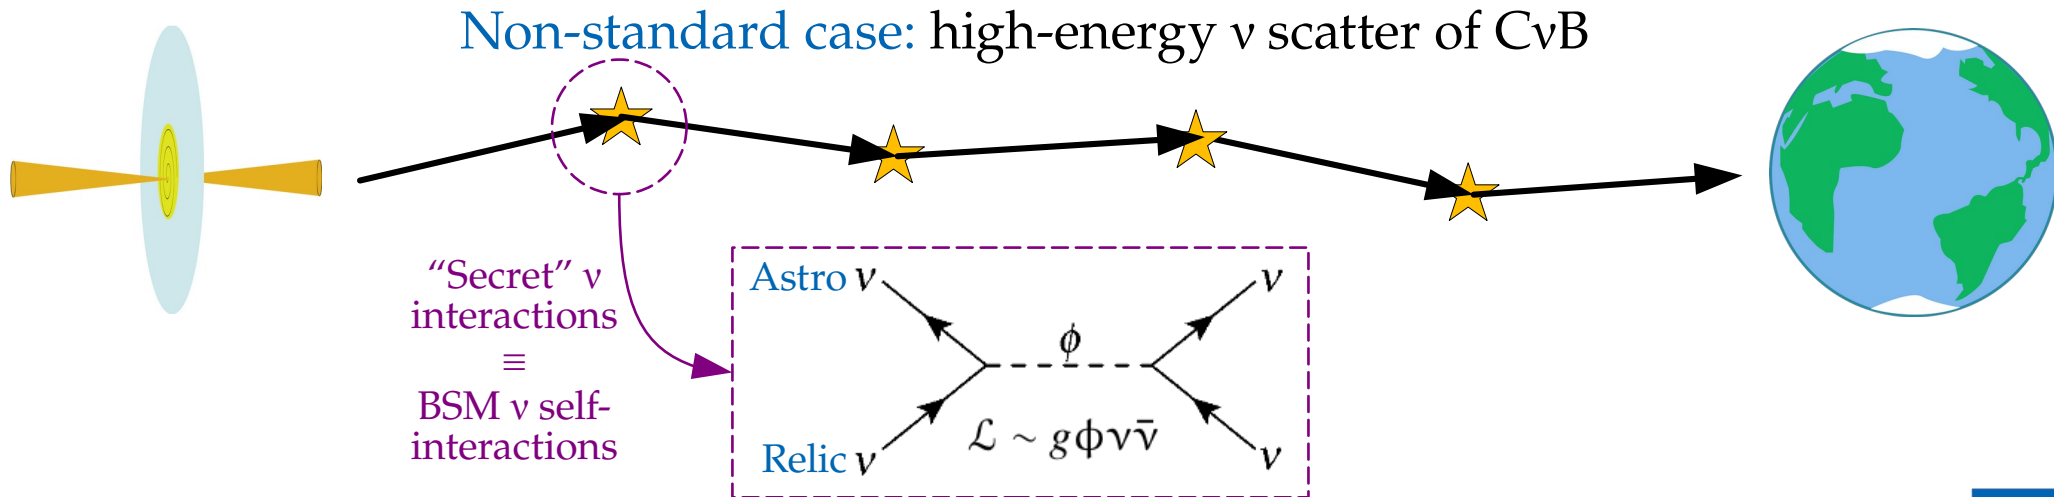 Non-standard case: high-energy ν scatter of CνB
“Secret” ν
interactions
≡
BSM ν self-
interactions
Astro ν
ν
ϕ
ℒ ~ gϕνν̄
Relic ν
ν